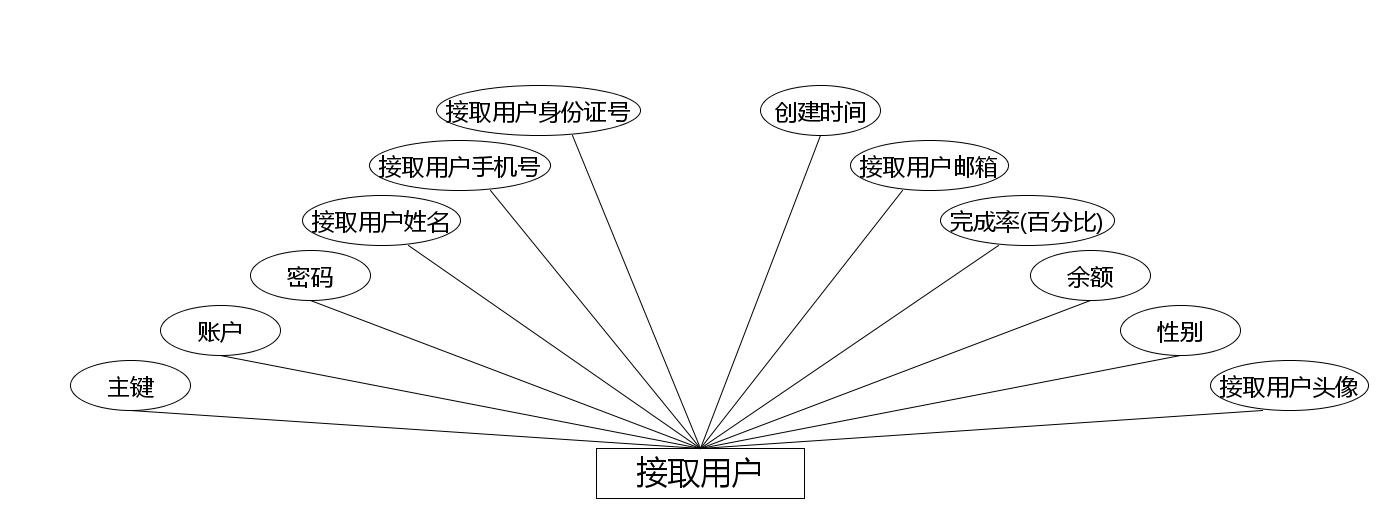 接取用户身份证号
创建时间
接取用户手机号
接取用户邮箱
接取用户姓名
完成率(百分比)
密码
余额
账户
性别
主键
接取用户头像
接取用户